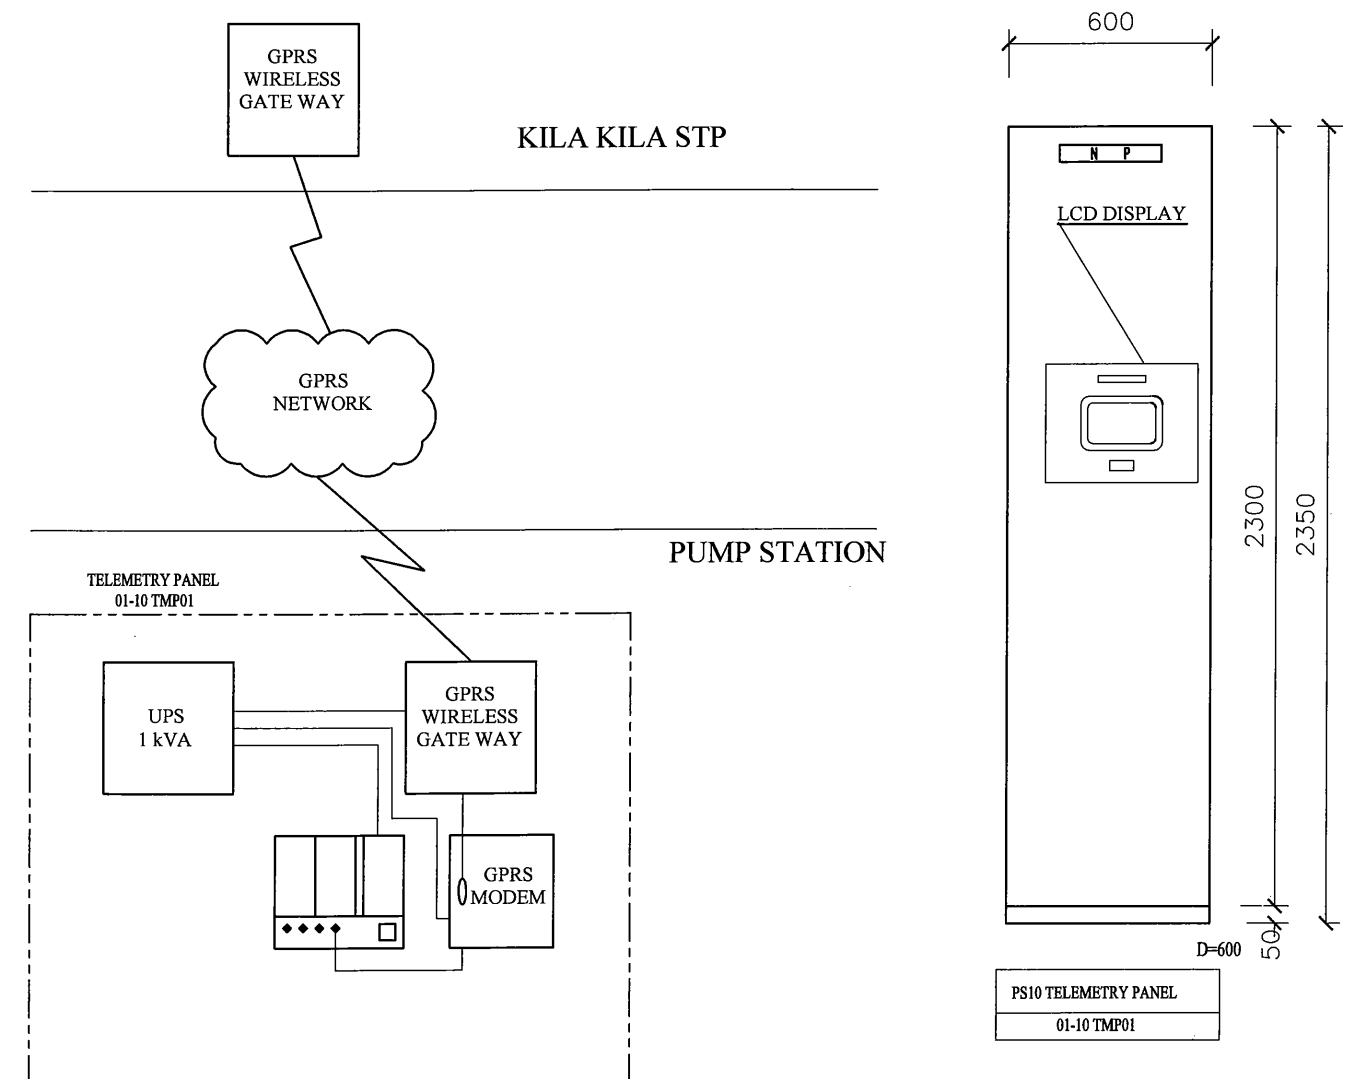 GPRS
WIRELESS
GATE WAY
KILA KILA STP
GPRS
NETWORK
PUMP STATION
TELEMETRY PANEL
01-10 TMP01
UPS
1 kVA
GPRS
WIRELESS
GATE WAY
GPRS
MODEM
600
N P
LCD DISPLAY
2300
2350
50
D=600
PS10 TELEMETRY PANEL
01-10 TMP01